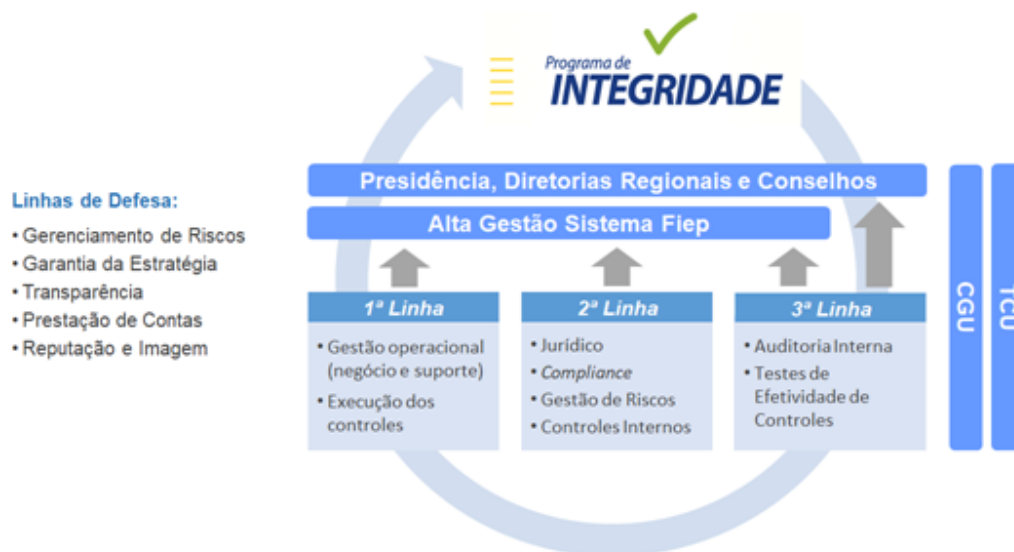 Programa de
INTEGRIDADE
Linhas de Defesa:
• Gerenciamento de Riscos
• Garantia da Estratégia
• Transparência
• Prestação de Contas
• Reputação e Imagem
Presidência, Diretorias Regionais e Conselhos
Alta Gestão Sistema Fiep
1ª Linha
• Gestão operacional
(negócio e suporte)
• Execução dos
controles
2ª Linha
• Jurídico
• Compliance
• Gestão de Riscos
• Controles Internos
3ª Linha
• Auditoria Interna
• Testes de
Efetividade de
Controles
CGU
TCU